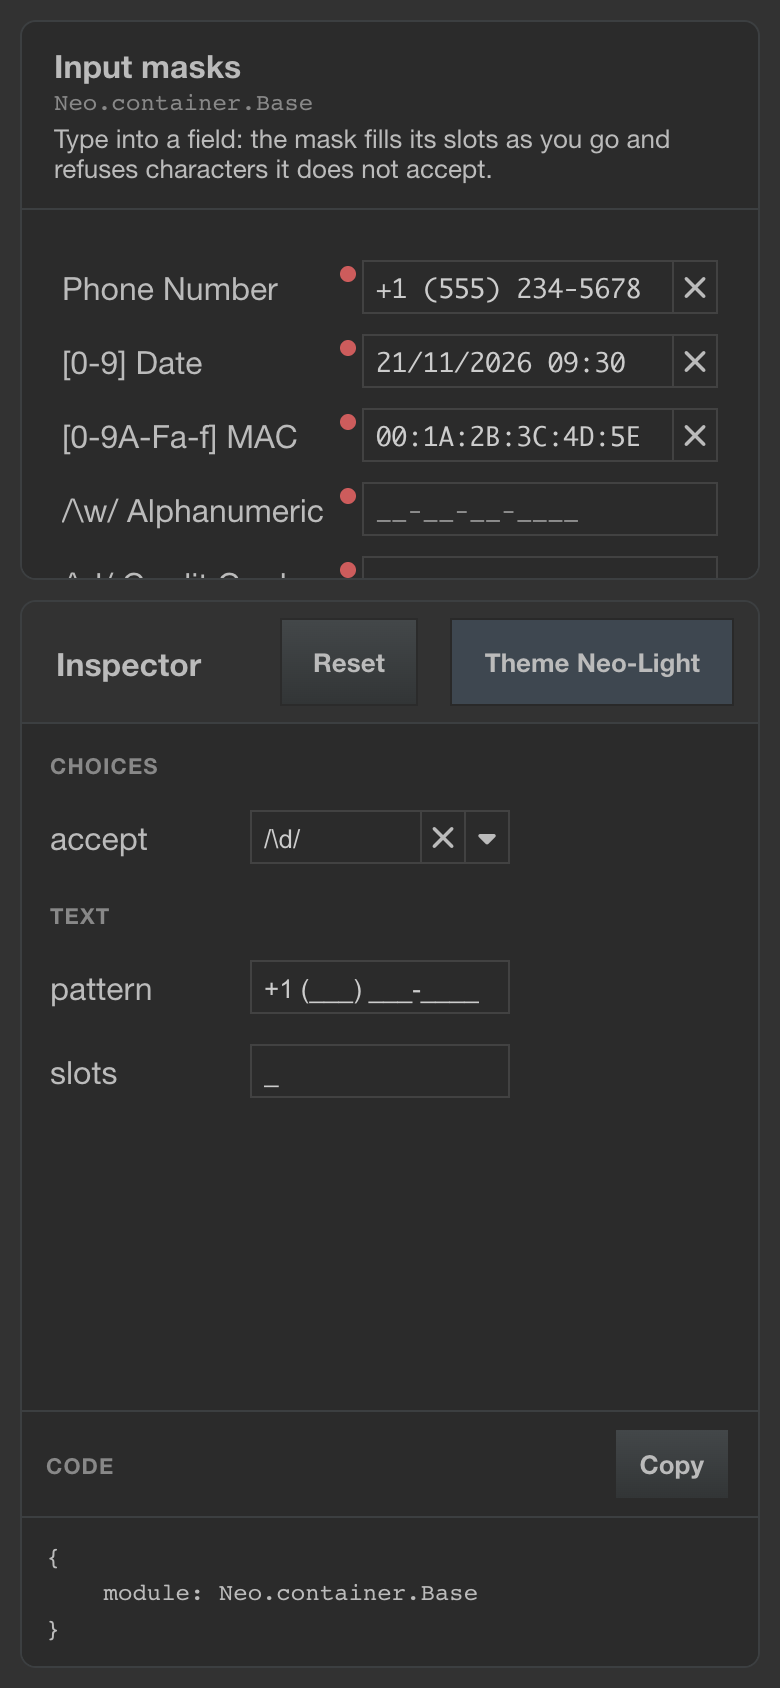 Input masks
Neo.container.Base
Type into a field: the mask fills its slots as you go and
refuses characters it does not accept.
Phone Number +1 (555) 234-5678
[0-9] Date 21/11/2026 09:30
[0-9A-Fa-f] MAC 00:1A:2B:3C:4D:5E
/\w/ Alphanumeric __-__-__-____
Inspector Reset Theme Neo-Light
CHOICES
accept /\d/
TEXT
pattern +1 (___) ___-____
slots _
CODE Copy
{
module: Neo.container.Base
}